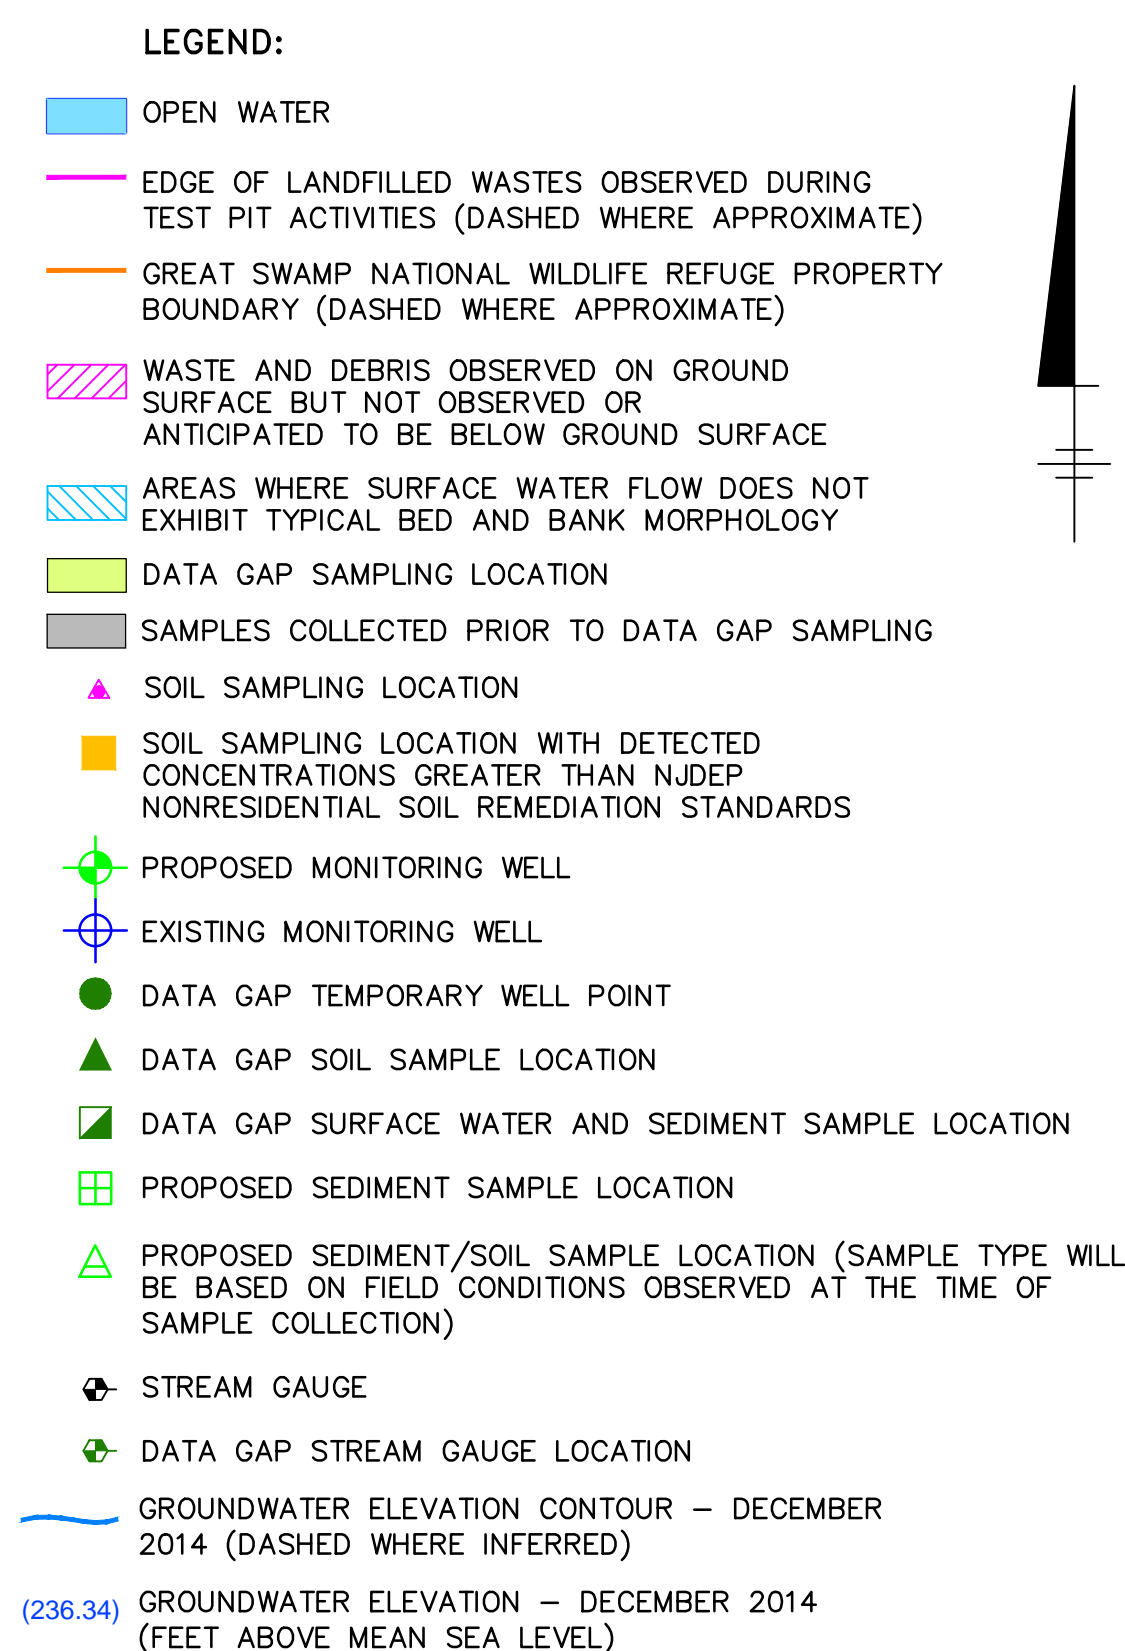 LEGEND:
OPEN WATER
EDGE OF LANDFILLED WASTES OBSERVED DURING
TEST PIT ACTIVITIES (DASHED WHERE APPROXIMATE)
GREAT SWAMP NATIONAL WILDLIFE REFUGE PROPERTY
BOUNDARY (DASHED WHERE APPROXIMATE)
WASTE AND DEBRIS OBSERVED ON GROUND
SURFACE BUT NOT OBSERVED OR
ANTICIPATED TO BE BELOW GROUND SURFACE
AREAS WHERE SURFACE WATER FLOW DOES NOT
EXHIBIT TYPICAL BED AND BANK MORPHOLOGY
DATA GAP SAMPLING LOCATION
SAMPLES COLLECTED PRIOR TO DATA GAP SAMPLING
SOIL SAMPLING LOCATION
SOIL SAMPLING LOCATION WITH DETECTED
CONCENTRATIONS GREATER THAN NJDEP
NONRESIDENTIAL SOIL REMEDIATION STANDARDS
PROPOSED MONITORING WELL
EXISTING MONITORING WELL
DATA GAP TEMPORARY WELL POINT
DATA GAP SOIL SAMPLE LOCATION
DATA GAP SURFACE WATER AND SEDIMENT SAMPLE LOCATION
PROPOSED SEDIMENT SAMPLE LOCATION
PROPOSED SEDIMENT/SOIL SAMPLE LOCATION (SAMPLE TYPE WILL
BE BASED ON FIELD CONDITIONS OBSERVED AT THE TIME OF
SAMPLE COLLECTION)
STREAM GAUGE
DATA GAP STREAM GAUGE LOCATION
GROUNDWATER ELEVATION CONTOUR – DECEMBER
2014 (DASHED WHERE INFERRED)
(236.34) GROUNDWATER ELEVATION – DECEMBER 2014
(FEET ABOVE MEAN SEA LEVEL)